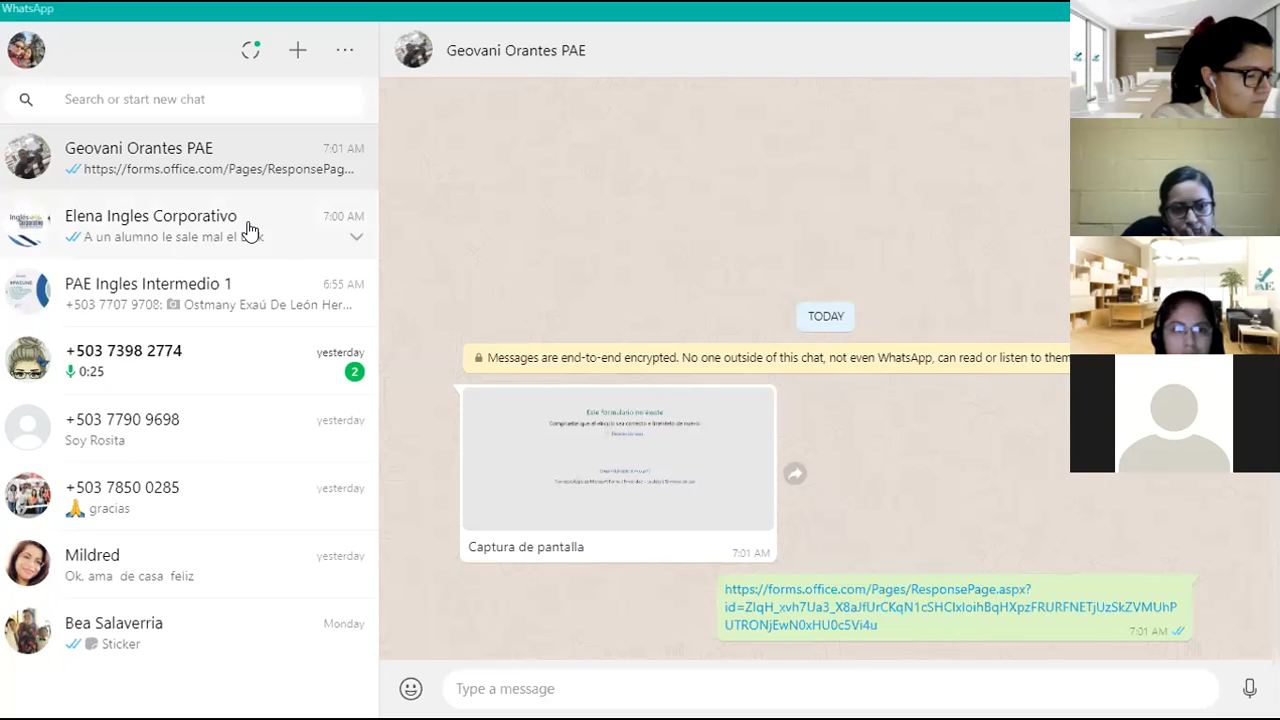 WhatsApp
Search or start new chat
Geovani Orantes PAE
7:01 AM
https://forms.office.com/Pages/ResponsePag...
Elena Ingles Corporativo
7:00 AM
A un alumno le sale mal el
PAE Ingles Intermedio 1
6:55 AM
+503 7707 9708: Ostmany Exaú De León Her...
+503 7398 2774
yesterday
0:25
2
+503 7790 9698
yesterday
Soy Rosita
+503 7850 0285
yesterday
🙏 gracias
Mildred
yesterday
Ok. ama de casa feliz
Bea Salaverria
Monday
Sticker
Geovani Orantes PAE
TODAY
Messages are end-to-end encrypted. No one outside of this chat, not even WhatsApp, can read or listen to them
Este formulario no existe
Captura de pantalla
7:01 AM
https://forms.office.com/Pages/ResponsePage.aspx?
id=ZIqH_xvh7Ua3_X8aJfUrCKqN1cSHCIxIoihBqHXpzFRURFNETjUzSkZVMUhP
UTRONjEwN0xHU0c5Vi4u
7:01 AM
Type a message
PAE